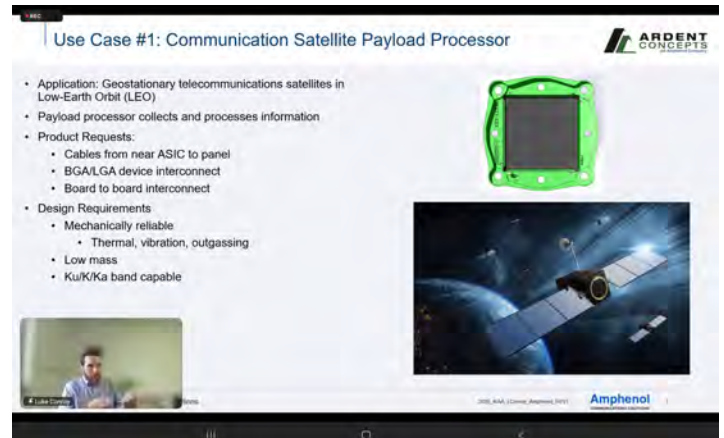 REC
Use Case #1: Communication Satellite Payload Processor
ARDENT
CONCEPTS
• Application: Geostationary telecommunications satellites in
Low-Earth Orbit (LEO)
• Payload processor collects and processes information
• Product Requests:
• Cables from near ASIC to panel
• BGA/LGA device interconnect
• Board to board interconnect
• Design Requirements
• Mechanically reliable
• Thermal, vibration, outgassing
• Low mass
• Ku/K/Ka band capable
Amphenol